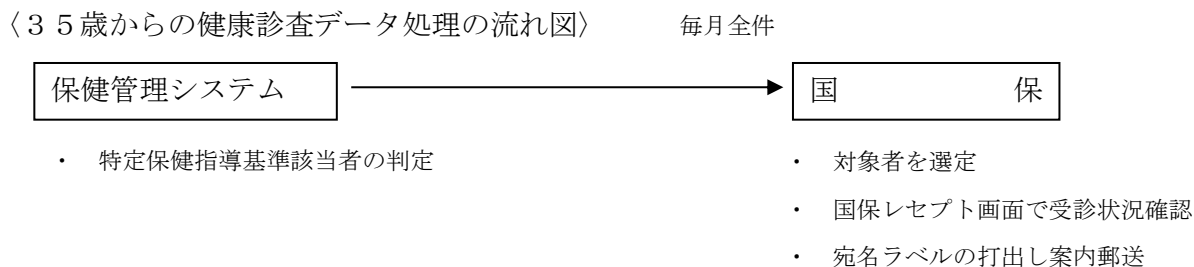 〈３５歳からの健康診査データ処理の流れ図〉　　　毎月全件
保健管理システム
国　　　　　保
・　特定保健指導基準該当者の判定
・　対象者を選定
・　国保レセプト画面で受診状況確認
・　宛名ラベルの打出し案内郵送